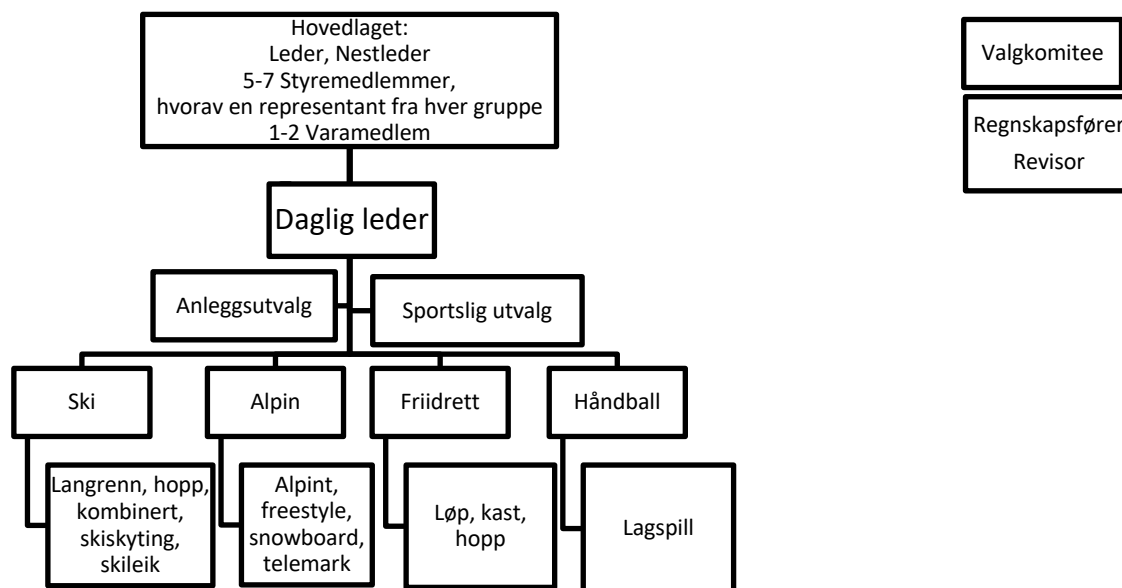 Hovedlaget:
Leder, Nestleder
5-7 Styremedlemmer,
hvorav en representant fra hver gruppe
1-2 Varamedlem
Valgkomitee
Regnskapsfører
Revisor
Daglig leder
Anleggsutvalg
Sportslig utvalg
Ski
Alpin
Friidrett
Håndball
Langrenn, hopp,
kombinert,
skiskyting,
skileik
Alpint,
freestyle,
snowboard,
telemark
Løp, kast,
hopp
Lagspill